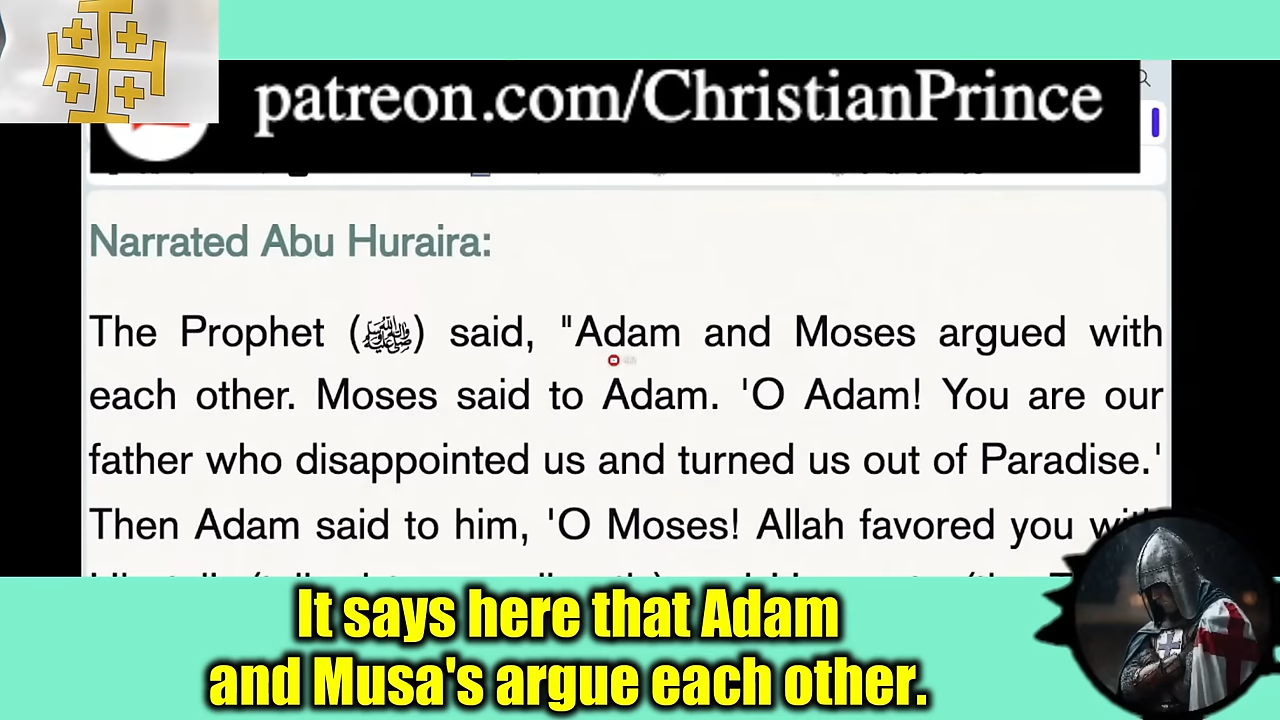 patreon.com/ChristianPrince
Narrated Abu Huraira:
The Prophet (ﷺ) said, "Adam and Moses argued with
each other. Moses said to Adam. 'O Adam! You are our
father who disappointed us and turned us out of Paradise.'
Then Adam said to him, 'O Moses! Allah favored you with
It says here that Adam
and Musa's argue each other.